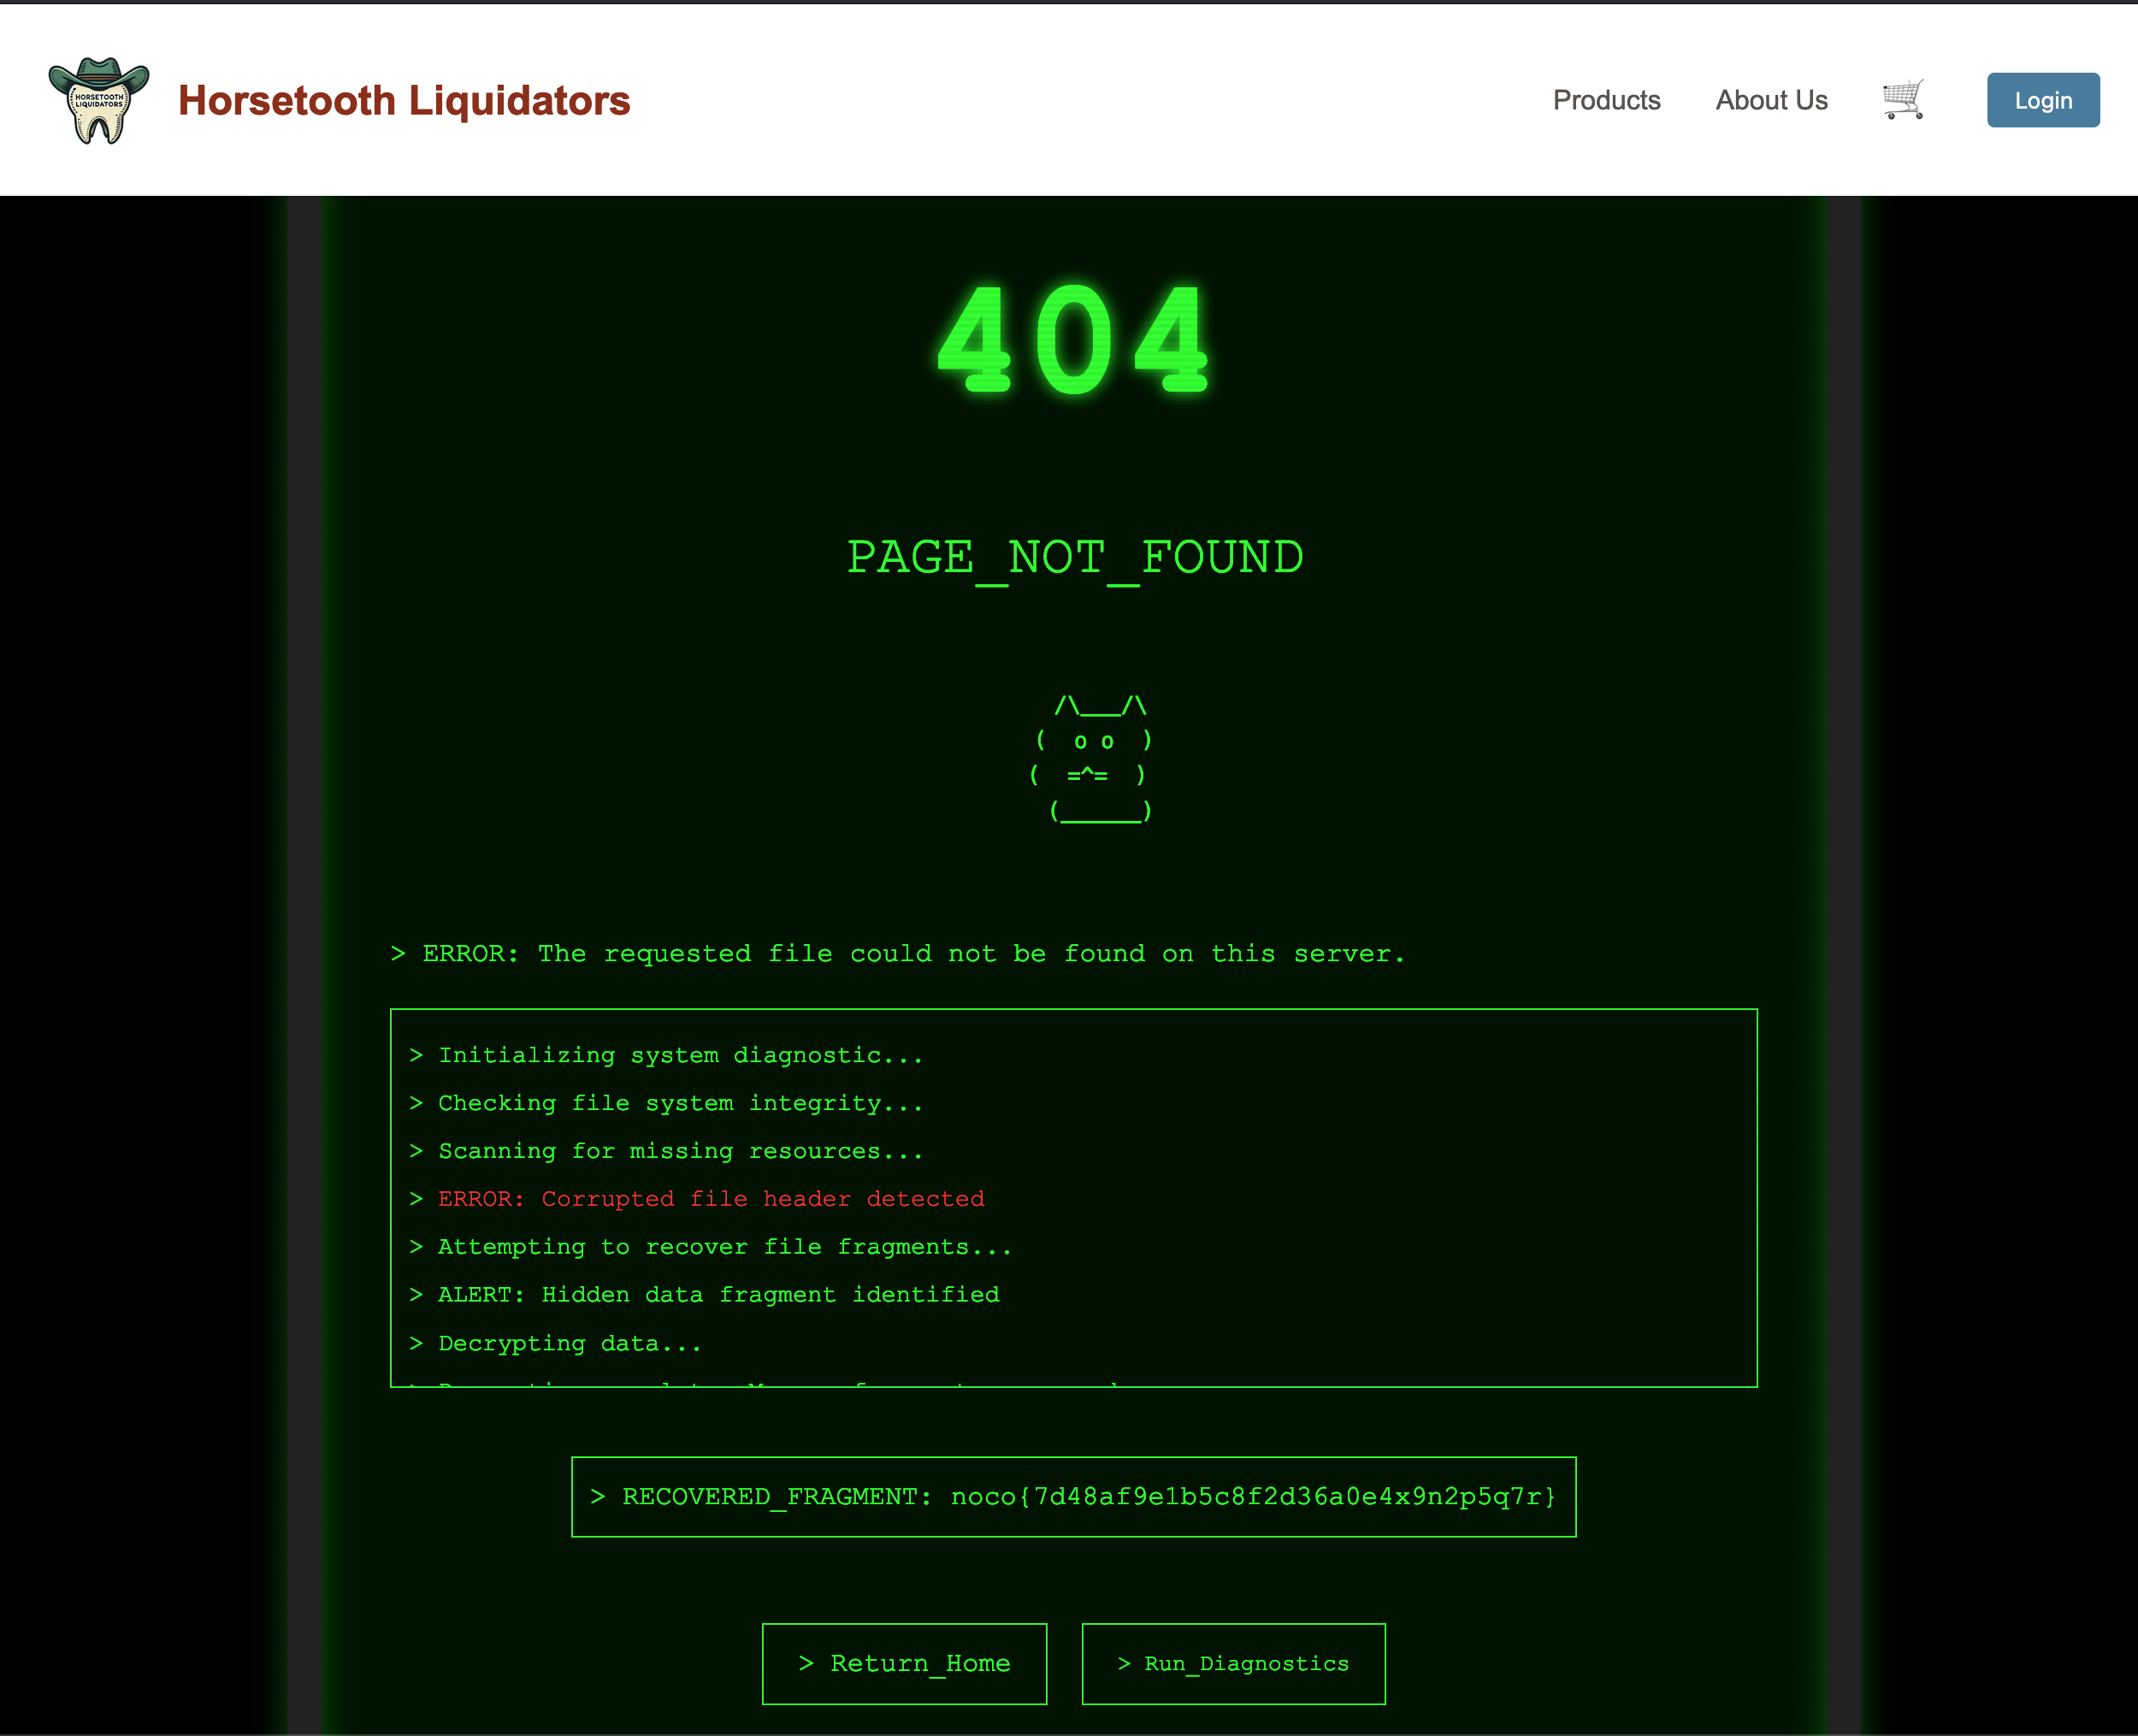 HORSETOOTH
LIQUIDATORS
Horsetooth Liquidators
Products
About Us
Login
404
PAGE_NOT_FOUND
/\___/\
(  o o  )
(  =^=  )
(______)
> ERROR: The requested file could not be found on this server.
> Initializing system diagnostic...
> Checking file system integrity...
> Scanning for missing resources...
> ERROR: Corrupted file header detected
> Attempting to recover file fragments...
> ALERT: Hidden data fragment identified
> Decrypting data...
> RECOVERED_FRAGMENT: noco{7d48af9e1b5c8f2d36a0e4x9n2p5q7r}
> Return_Home
> Run_Diagnostics